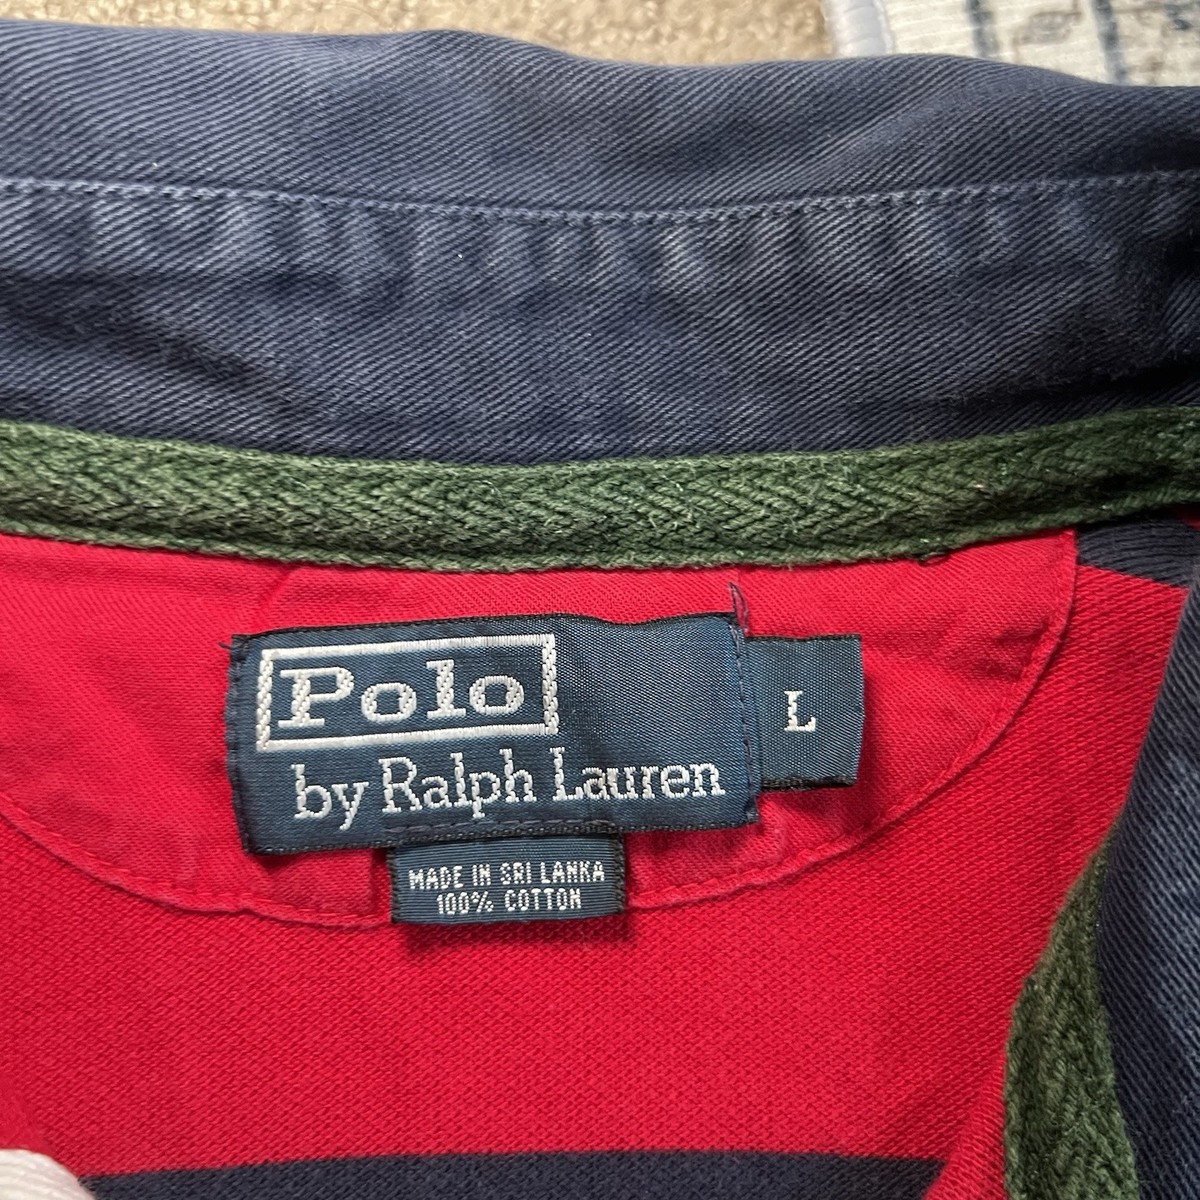 Polo
by Ralph Lauren
L
MADE IN SRI LANKA
100% COTTON